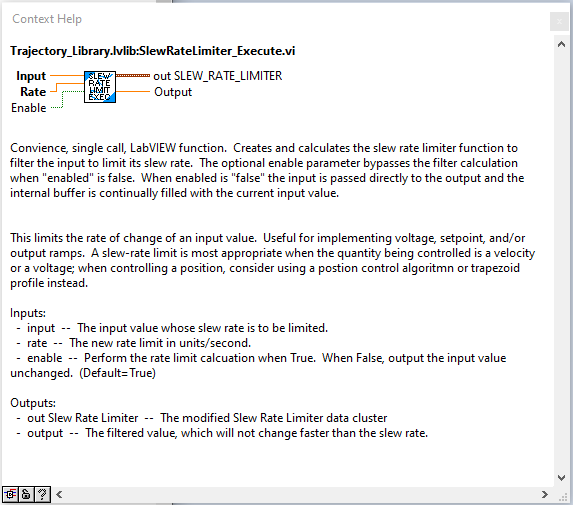 Context Help
x
Trajectory_Library.lvlib:SlewRateLimiter_Execute.vi
Input
Rate
Enable
SLEW
RATE
LIMIT
EXEC
out SLEW_RATE_LIMITER
Output
Convience, single call, LabVIEW function.  Creates and calculates the slew rate limiter function to
filter the input to limit its slew rate.  The optional enable parameter bypasses the filter calculation
when "enabled" is false.  When enabled is "false" the input is passed directly to the output and the
internal buffer is continually filled with the current input value.
This limits the rate of change of an input value.  Useful for implementing voltage, setpoint, and/or
output ramps.  A slew-rate limit is most appropriate when the quantity being controlled is a velocity
or a voltage; when controlling a position, consider using a postion control algoritmn or trapezoid
profile instead.
Inputs:
- input  --  The input value whose slew rate is to be limited.
- rate  --  The new rate limit in units/second.
- enable  --  Perform the rate limit calcuation when True.  When False, output the input value
unchanged.  (Default=True)
Outputs:
- out Slew Rate Limiter  --  The modified Slew Rate Limiter data cluster
- output  --  The filtered value, which will not change faster than the slew rate.
?